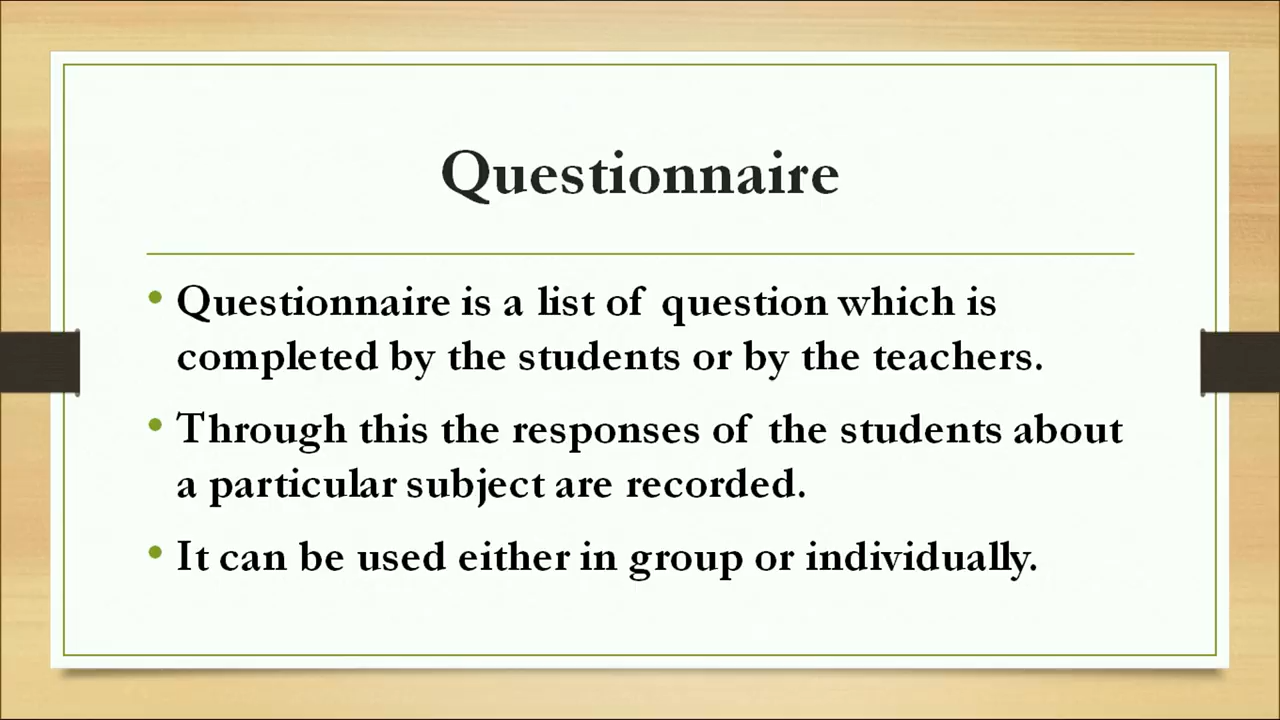 Questionnaire
• Questionnaire is a list of question which is
completed by the students or by the teachers.
• Through this the responses of the students about
a particular subject are recorded.
• It can be used either in group or individually.